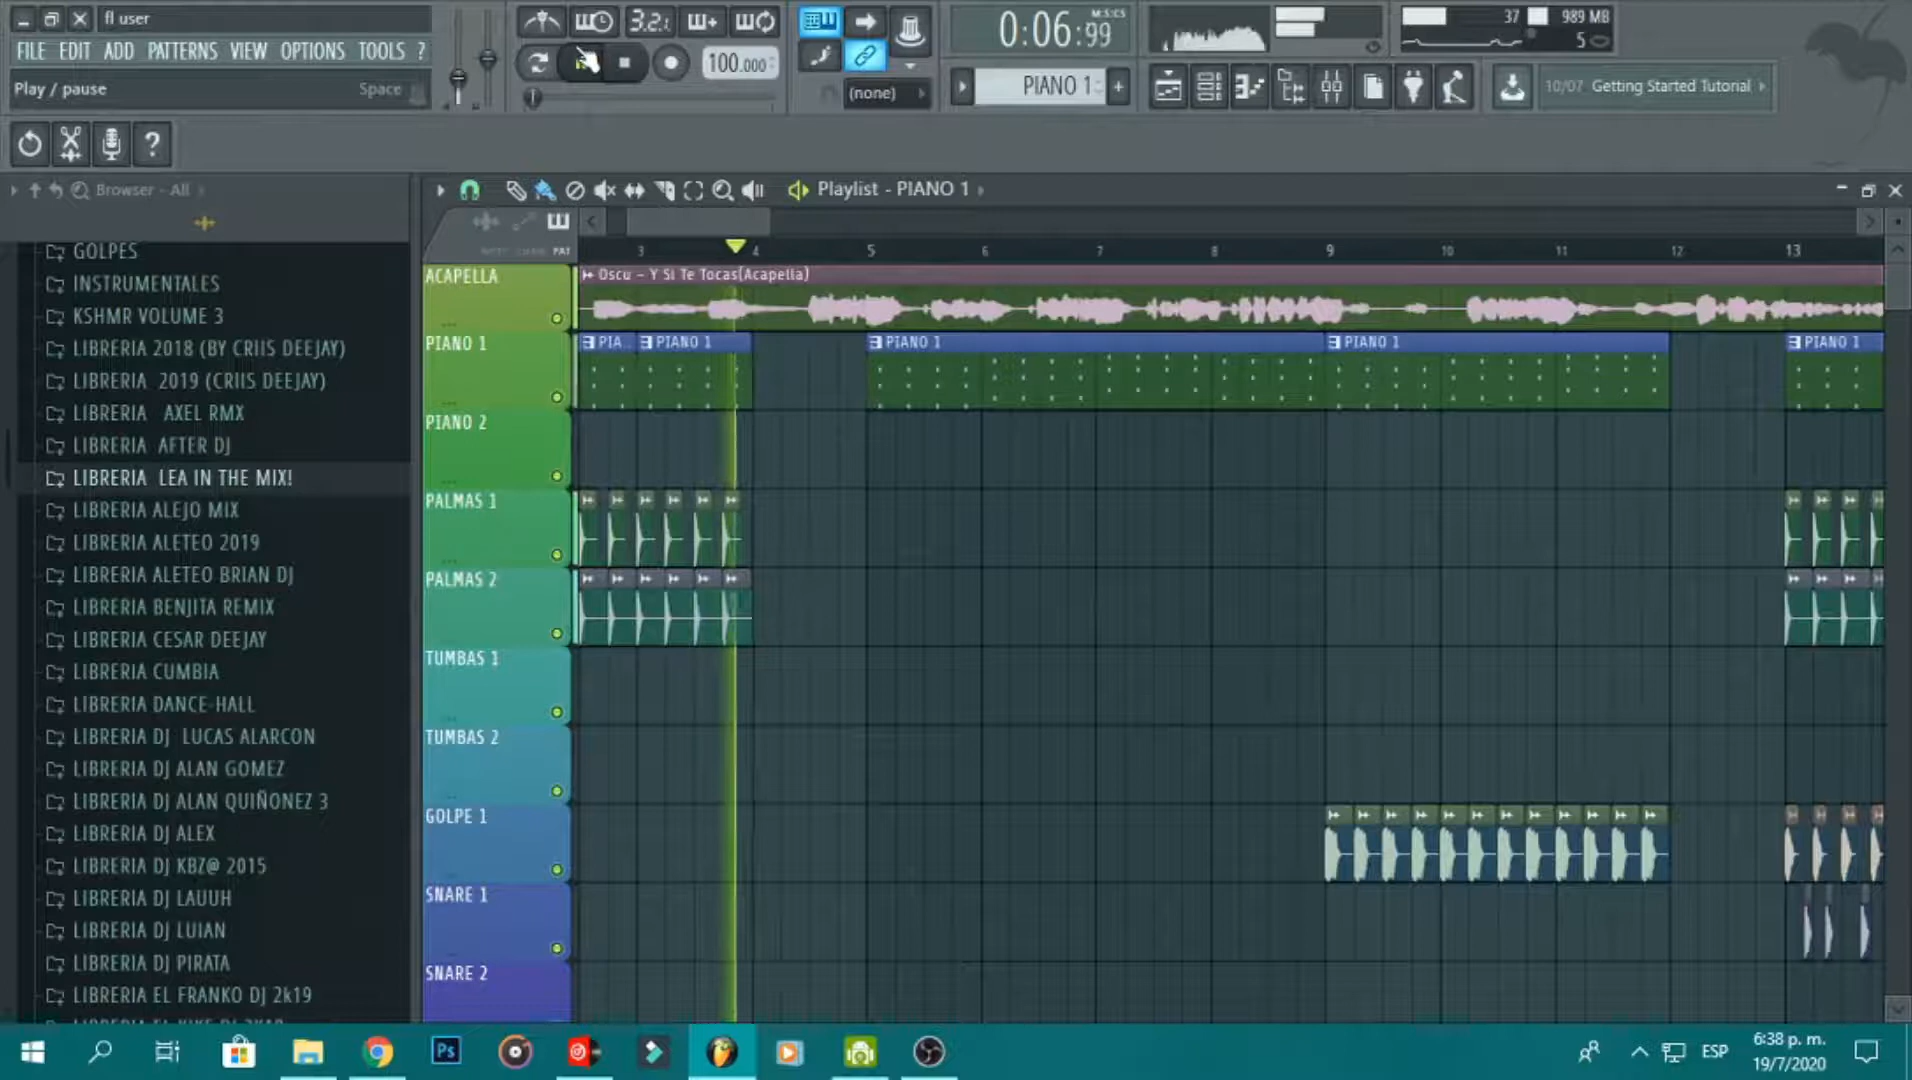 fl user
FILE EDIT ADD PATTERNS VIEW OPTIONS TOOLS ?
Play / pause Space
3.2.1
100.000
(none)
0:06:99
M:S:CS
PIANO 1
37 989 MB
5
10/07 Getting Started Tutorial
?
Browser - All
Playlist - PIANO 1
GOLPES
INSTRUMENTALES
KSHMR VOLUME 3
LIBRERIA 2018 (BY CRIIS DEEJAY)
LIBRERIA 2019 (CRIIS DEEJAY)
LIBRERIA AXEL RMX
LIBRERIA AFTER DJ
LIBRERIA LEA IN THE MIX!
LIBRERIA ALEJO MIX
LIBRERIA ALETEO 2019
LIBRERIA ALETEO BRIAN DJ
LIBRERIA BENJITA REMIX
LIBRERIA CESAR DEEJAY
LIBRERIA CUMBIA
LIBRERIA DANCE-HALL
LIBRERIA DJ LUCAS ALARCON
LIBRERIA DJ ALAN GOMEZ
LIBRERIA DJ ALAN QUIÑONEZ 3
LIBRERIA DJ ALEX
LIBRERIA DJ KBZ@ 2015
LIBRERIA DJ LAUUH
LIBRERIA DJ LUIAN
LIBRERIA DJ PIRATA
LIBRERIA EL FRANKO DJ 2k19
3 4 5 6 7 8 9 10 11 12 13
ACAPELLA
Oscu - Y Si Te Tocas(Acapella)
PIANO 1
PIA.. PIANO 1 PIANO 1 PIANO 1 PIANO 1
PIANO 2
PALMAS 1
PALMAS 2
TUMBAS 1
TUMBAS 2
GOLPE 1
SNARE 1
SNARE 2
Ps
ESP
6:38 p. m.
19/7/2020